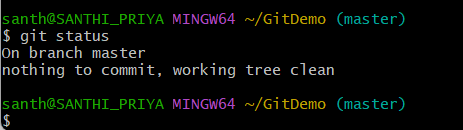 santh@SANTHI_PRIYA MINGW64 ~/GitDemo (master)
$ git status
On branch master
nothing to commit, working tree clean
santh@SANTHI_PRIYA MINGW64 ~/GitDemo (master)
$